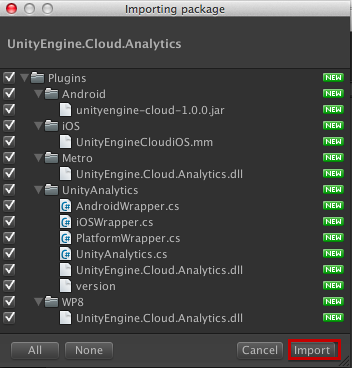 Importing package
UnityEngine.Cloud.Analytics
Plugins NEW
Android NEW
unityengine-cloud-1.0.0.jar NEW
iOS NEW
UnityEngineCloudiOS.mm NEW
Metro NEW
UnityEngine.Cloud.Analytics.dll NEW
UnityAnalytics NEW
AndroidWrapper.cs NEW
iOSWrapper.cs NEW
PlatformWrapper.cs NEW
UnityAnalytics.cs NEW
UnityEngine.Cloud.Analytics.dll NEW
version NEW
WP8 NEW
UnityEngine.Cloud.Analytics.dll NEW
All None Cancel Import